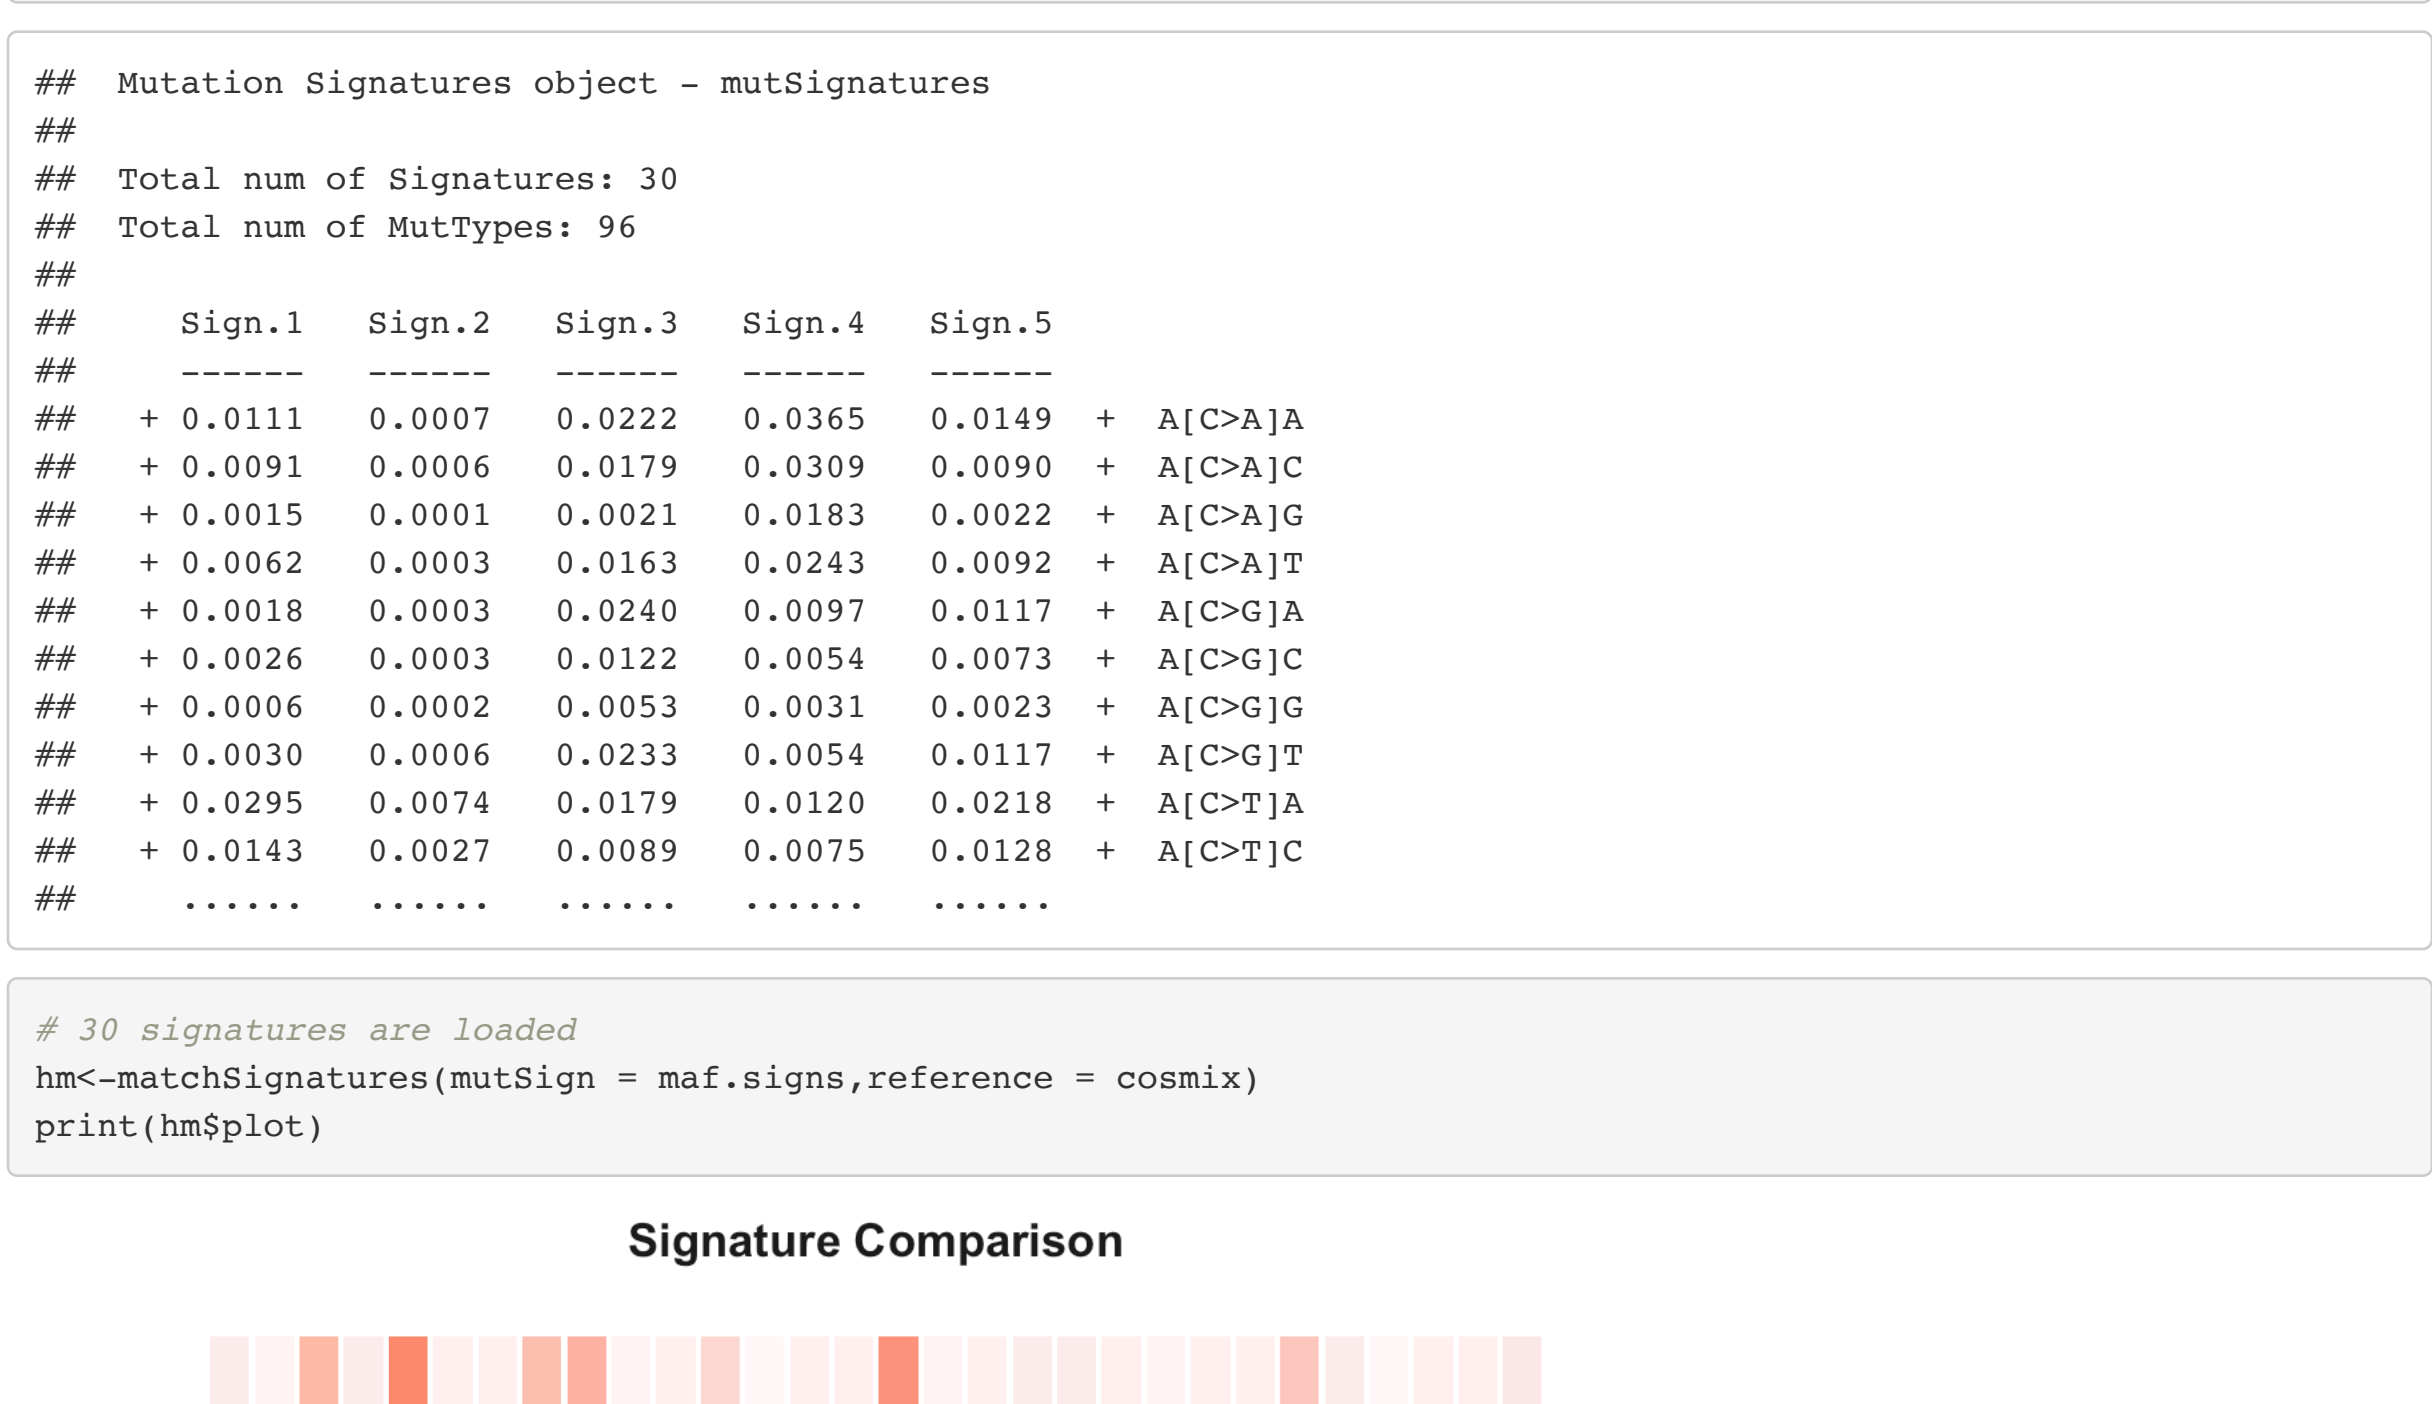 ##  Mutation Signatures object - mutSignatures
##
##  Total num of Signatures: 30
##  Total num of MutTypes: 96
##
##     Sign.1   Sign.2   Sign.3   Sign.4   Sign.5
##     ------   ------   ------   ------   ------
##   + 0.0111   0.0007   0.0222   0.0365   0.0149  +  A[C>A]A
##   + 0.0091   0.0006   0.0179   0.0309   0.0090  +  A[C>A]C
##   + 0.0015   0.0001   0.0021   0.0183   0.0022  +  A[C>A]G
##   + 0.0062   0.0003   0.0163   0.0243   0.0092  +  A[C>A]T
##   + 0.0018   0.0003   0.0240   0.0097   0.0117  +  A[C>G]A
##   + 0.0026   0.0003   0.0122   0.0054   0.0073  +  A[C>G]C
##   + 0.0006   0.0002   0.0053   0.0031   0.0023  +  A[C>G]G
##   + 0.0030   0.0006   0.0233   0.0054   0.0117  +  A[C>G]T
##   + 0.0295   0.0074   0.0179   0.0120   0.0218  +  A[C>T]A
##   + 0.0143   0.0027   0.0089   0.0075   0.0128  +  A[C>T]C
##     ......   ......   ......   ......   ......
# 30 signatures are loaded
hm<-matchSignatures(mutSign = maf.signs,reference = cosmix)
print(hm$plot)
Signature Comparison